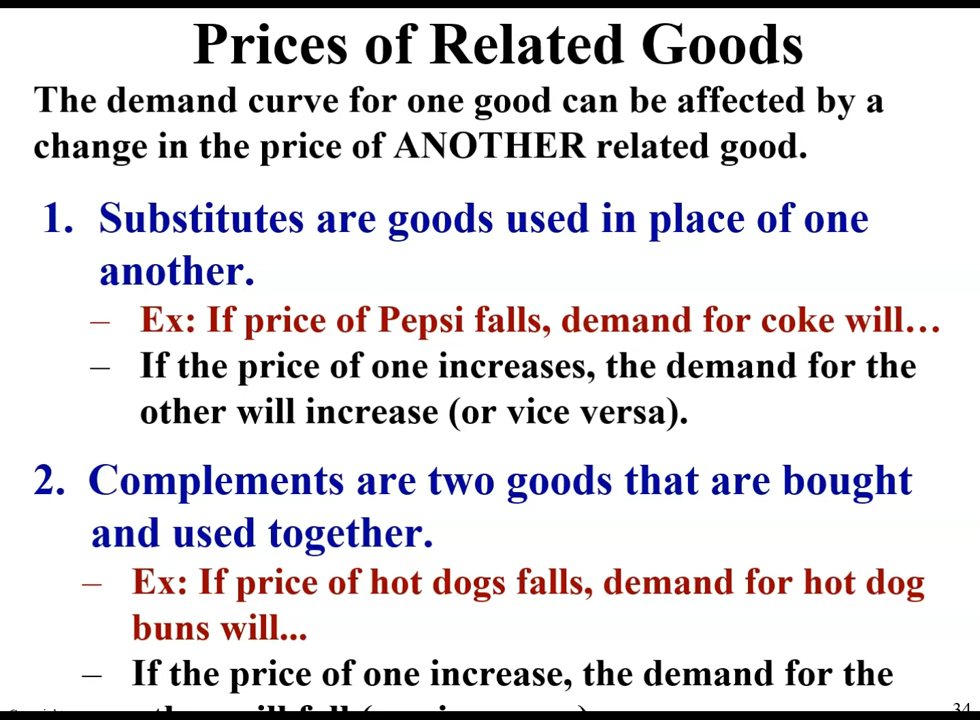 Prices of Related Goods
The demand curve for one good can be affected by a
change in the price of ANOTHER related good.
1. Substitutes are goods used in place of one
another.
– Ex: If price of Pepsi falls, demand for coke will…
– If the price of one increases, the demand for the
other will increase (or vice versa).
2. Complements are two goods that are bought
and used together.
– Ex: If price of hot dogs falls, demand for hot dog
buns will...
– If the price of one increase, the demand for the
34